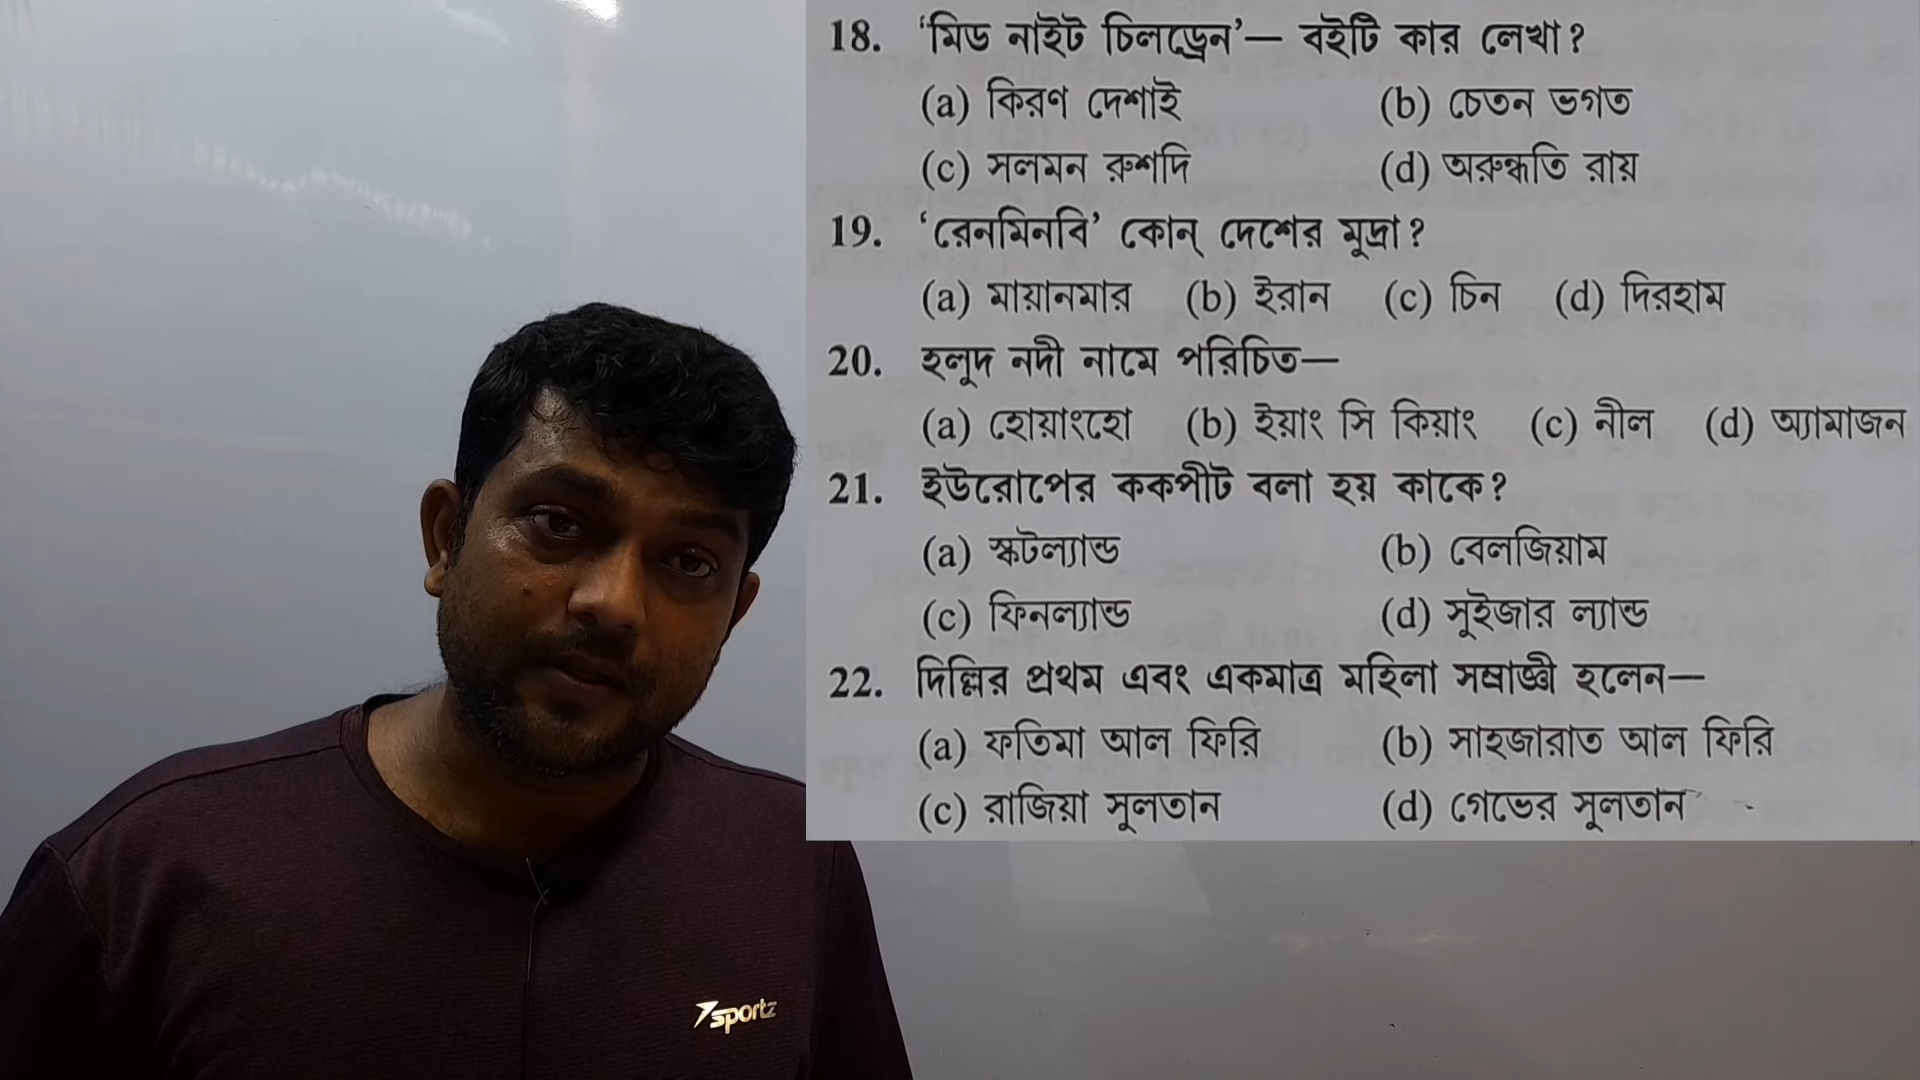 18. ‘মিড নাইট চিলড্রেন’— বইটি কার লেখা?
(a) কিরণ দেশাই (b) চেতন ভগত
(c) সলমন রুশদি (d) অরুন্ধতি রায়
19. ‘রেনমিনবি’ কোন্ দেশের মুদ্রা?
(a) মায়ানমার (b) ইরান (c) চিন (d) দিরহাম
20. হলুদ নদী নামে পরিচিত—
(a) হোয়াংহো (b) ইয়াং সি কিয়াং (c) নীল (d) অ্যামাজন
21. ইউরোপের ককপীট বলা হয় কাকে?
(a) স্কটল্যান্ড (b) বেলজিয়াম
(c) ফিনল্যান্ড (d) সুইজার ল্যান্ড
22. দিল্লির প্রথম এবং একমাত্র মহিলা সম্রাজ্ঞী হলেন—
(a) ফতিমা আল ফিরি (b) সাহজারাত আল ফিরি
(c) রাজিয়া সুলতান (d) গেভের সুলতান
7sportz